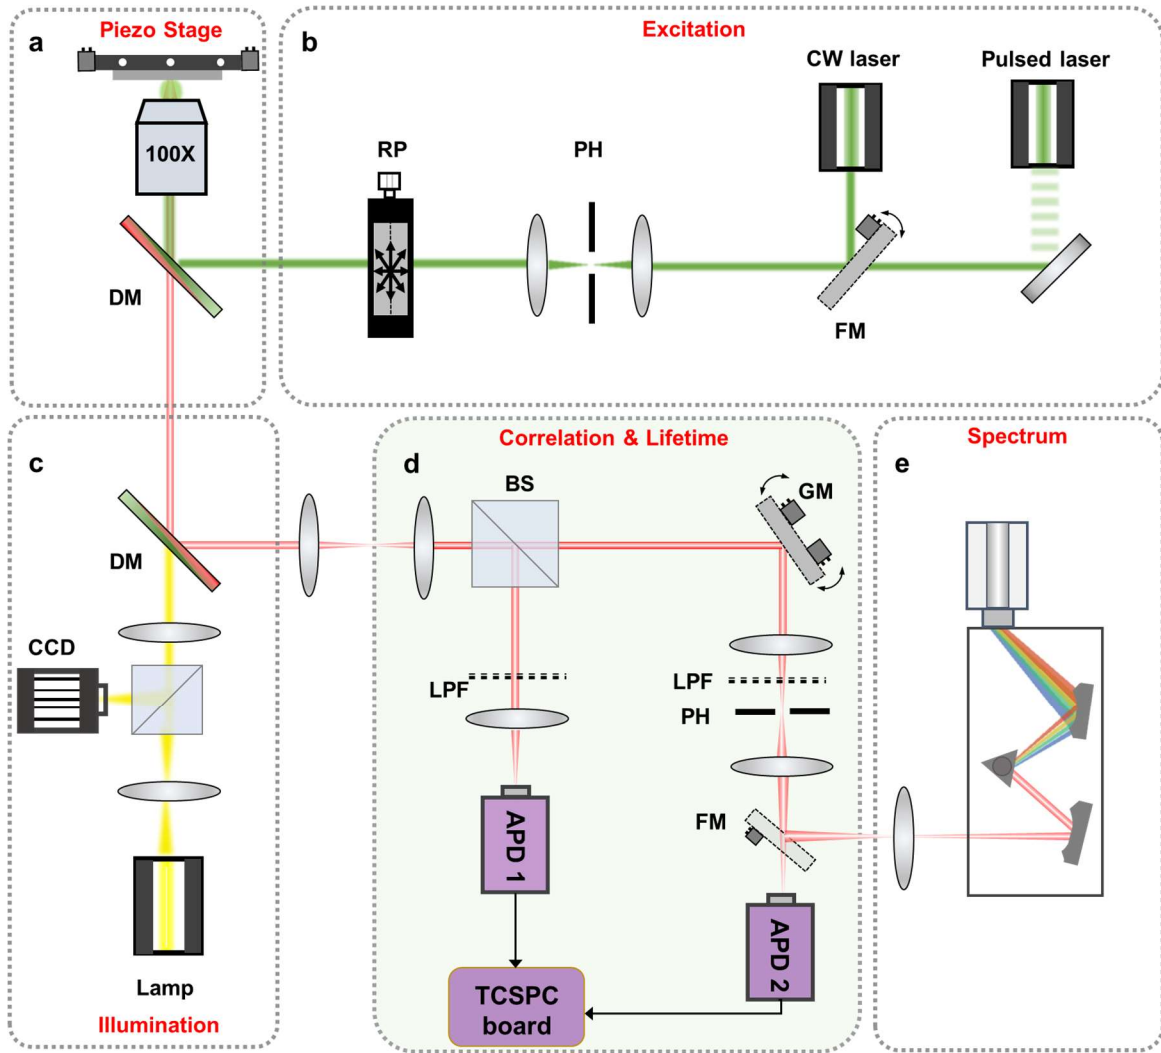 a
Piezo Stage
100X
DM
b
Excitation
CW laser
Pulsed laser
RP
PH
FM
c
DM
CCD
Lamp
Illumination
d
Correlation & Lifetime
BS
GM
LPF
LPF
PH
APD 1
FM
APD 2
TCSPC
board
e
Spectrum